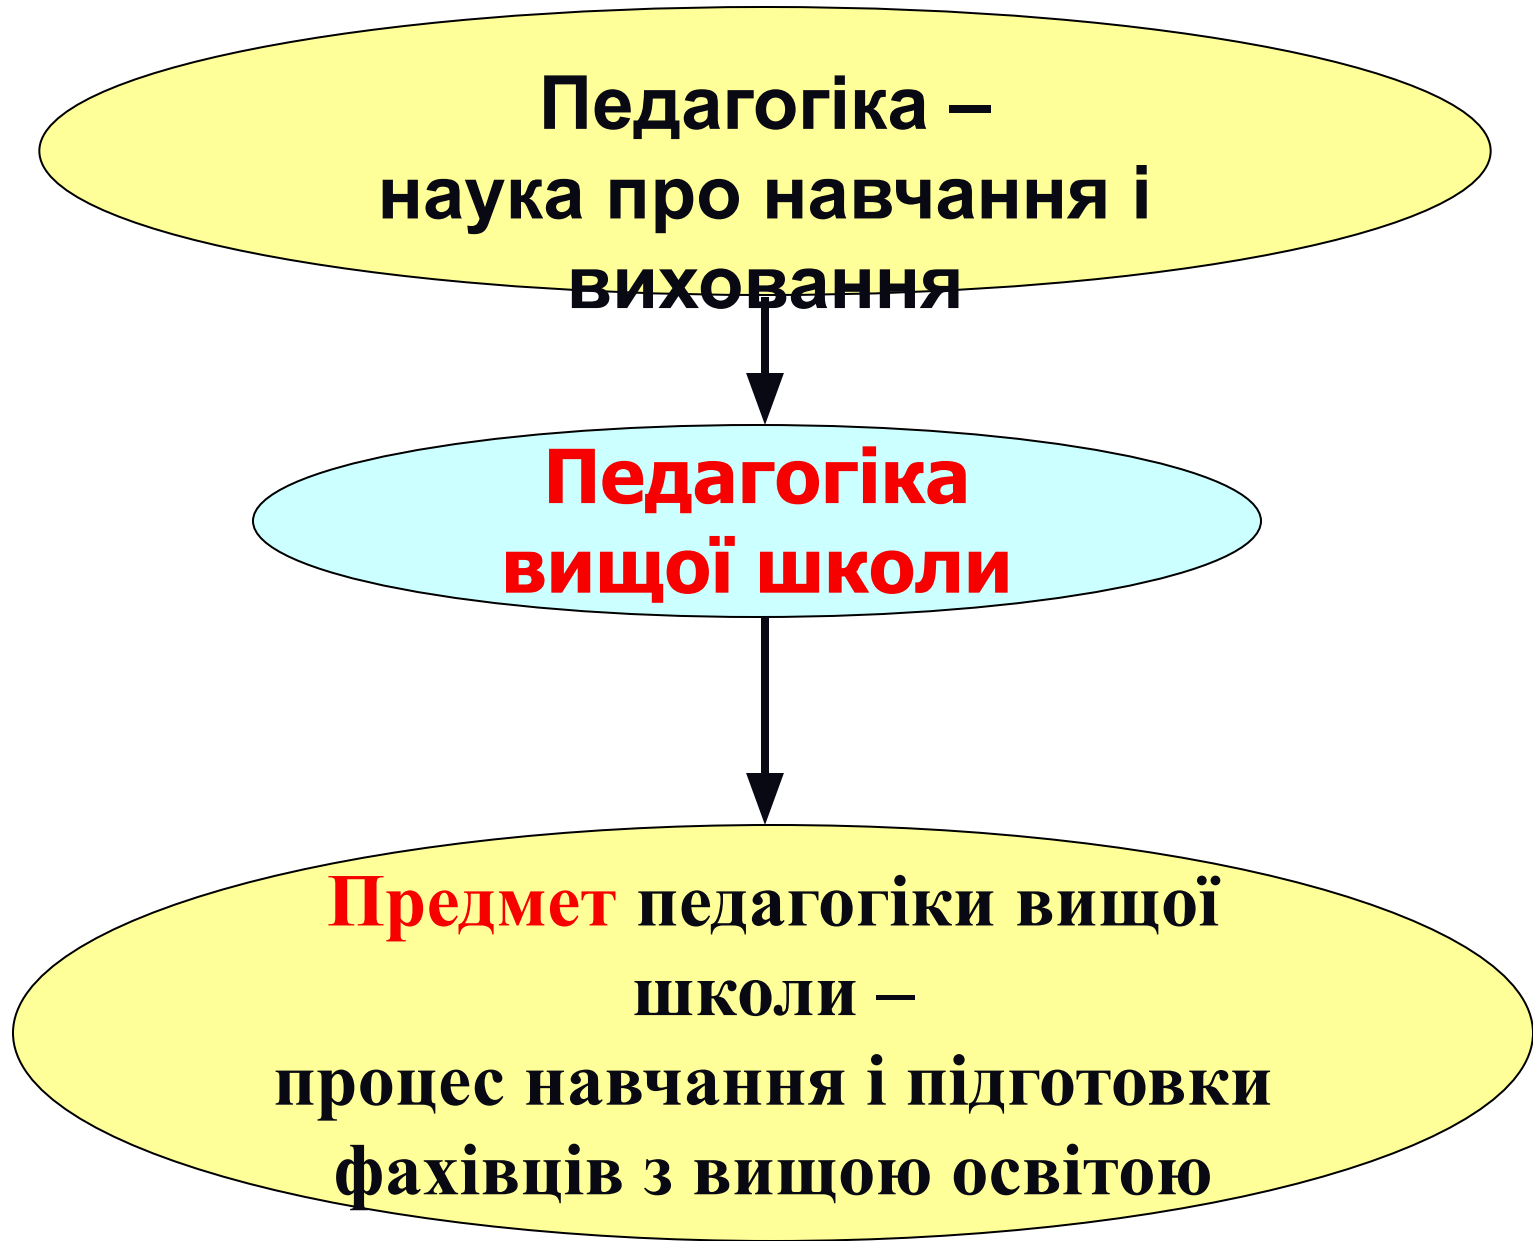 Педагогіка –
наука про навчання і
виховання
Педагогіка
вищої школи
Предмет педагогіки вищої
школи –
процес навчання і підготовки
фахівців з вищою освітою